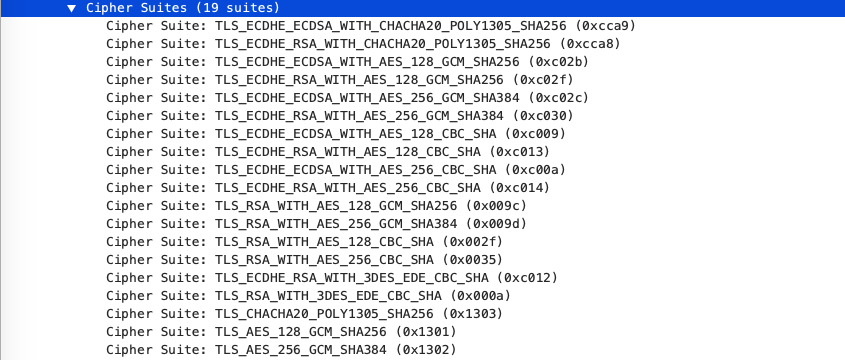 Cipher Suites (19 suites)
Cipher Suite: TLS_ECDHE_ECDSA_WITH_CHACHA20_POLY1305_SHA256 (0xcca9)
Cipher Suite: TLS_ECDHE_RSA_WITH_CHACHA20_POLY1305_SHA256 (0xcca8)
Cipher Suite: TLS_ECDHE_ECDSA_WITH_AES_128_GCM_SHA256 (0xc02b)
Cipher Suite: TLS_ECDHE_RSA_WITH_AES_128_GCM_SHA256 (0xc02f)
Cipher Suite: TLS_ECDHE_ECDSA_WITH_AES_256_GCM_SHA384 (0xc02c)
Cipher Suite: TLS_ECDHE_RSA_WITH_AES_256_GCM_SHA384 (0xc030)
Cipher Suite: TLS_ECDHE_ECDSA_WITH_AES_128_CBC_SHA (0xc009)
Cipher Suite: TLS_ECDHE_RSA_WITH_AES_128_CBC_SHA (0xc013)
Cipher Suite: TLS_ECDHE_ECDSA_WITH_AES_256_CBC_SHA (0xc00a)
Cipher Suite: TLS_ECDHE_RSA_WITH_AES_256_CBC_SHA (0xc014)
Cipher Suite: TLS_RSA_WITH_AES_128_GCM_SHA256 (0x009c)
Cipher Suite: TLS_RSA_WITH_AES_256_GCM_SHA384 (0x009d)
Cipher Suite: TLS_RSA_WITH_AES_128_CBC_SHA (0x002f)
Cipher Suite: TLS_RSA_WITH_AES_256_CBC_SHA (0x0035)
Cipher Suite: TLS_ECDHE_RSA_WITH_3DES_EDE_CBC_SHA (0xc012)
Cipher Suite: TLS_RSA_WITH_3DES_EDE_CBC_SHA (0x000a)
Cipher Suite: TLS_CHACHA20_POLY1305_SHA256 (0x1303)
Cipher Suite: TLS_AES_128_GCM_SHA256 (0x1301)
Cipher Suite: TLS_AES_256_GCM_SHA384 (0x1302)